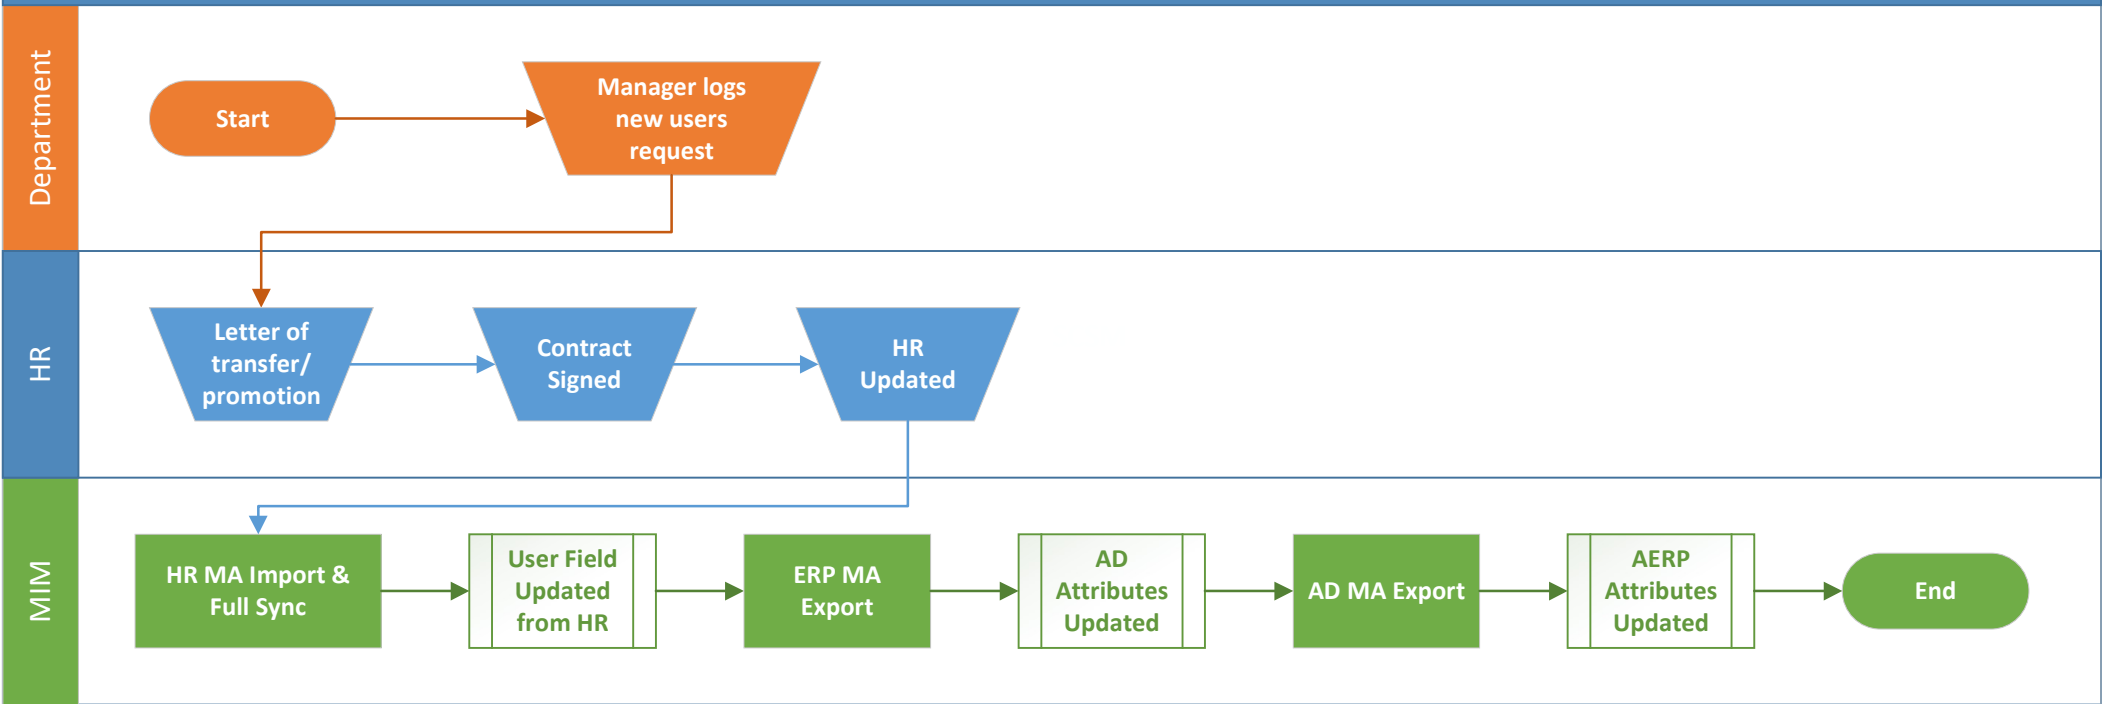 Department
Start
Manager logs
new users
request
HR
Letter of
transfer/
promotion
Contract
Signed
HR
Updated
MIM
HR MA Import &
Full Sync
User Field
Updated
from HR
ERP MA
Export
AD
Attributes
Updated
AD MA Export
AERP
Attributes
Updated
End